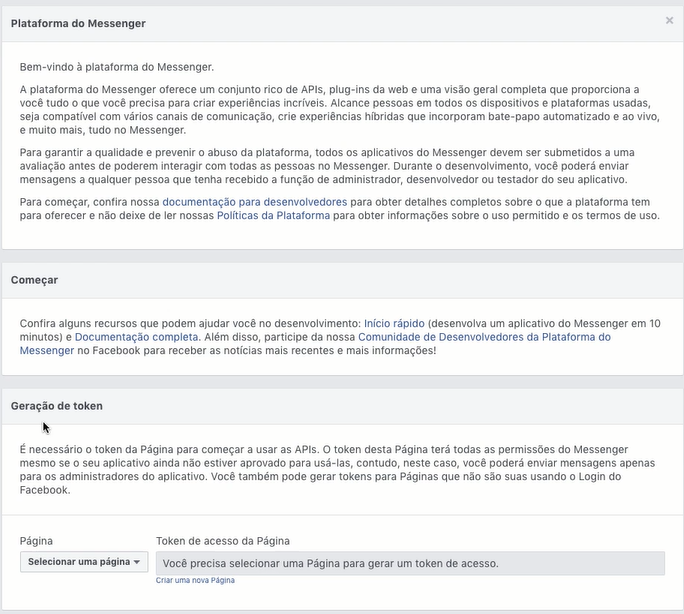 Plataforma do Messenger
×
Bem-vindo à plataforma do Messenger.
A plataforma do Messenger oferece um conjunto rico de APIs, plug-ins da web e uma visão geral completa que proporciona a
você tudo o que você precisa para criar experiências incríveis. Alcance pessoas em todos os dispositivos e plataformas usadas,
seja compatível com vários canais de comunicação, crie experiências híbridas que incorporam bate-papo automatizado e ao vivo,
e muito mais, tudo no Messenger.
Para garantir a qualidade e prevenir o abuso da plataforma, todos os aplicativos do Messenger devem ser submetidos a uma
avaliação antes de poderem interagir com todas as pessoas no Messenger. Durante o desenvolvimento, você poderá enviar
mensagens a qualquer pessoa que tenha recebido a função de administrador, desenvolvedor ou testador do seu aplicativo.
Para começar, confira nossa documentação para desenvolvedores para obter detalhes completos sobre o que a plataforma tem
para oferecer e não deixe de ler nossas Políticas da Plataforma para obter informações sobre o uso permitido e os termos de uso.
Começar
Confira alguns recursos que podem ajudar você no desenvolvimento: Início rápido (desenvolva um aplicativo do Messenger em 10
minutos) e Documentação completa. Além disso, participe da nossa Comunidade de Desenvolvedores da Plataforma do
Messenger no Facebook para receber as notícias mais recentes e mais informações!
Geração de token
É necessário o token da Página para começar a usar as APIs. O token desta Página terá todas as permissões do Messenger
mesmo se o seu aplicativo ainda não estiver aprovado para usá-las, contudo, neste caso, você poderá enviar mensagens apenas
para os administradores do aplicativo. Você também pode gerar tokens para Páginas que não são suas usando o Login do
Facebook.
Página
Token de acesso da Página
Selecionar uma página
Você precisa selecionar uma Página para gerar um token de acesso.
Criar uma nova Página